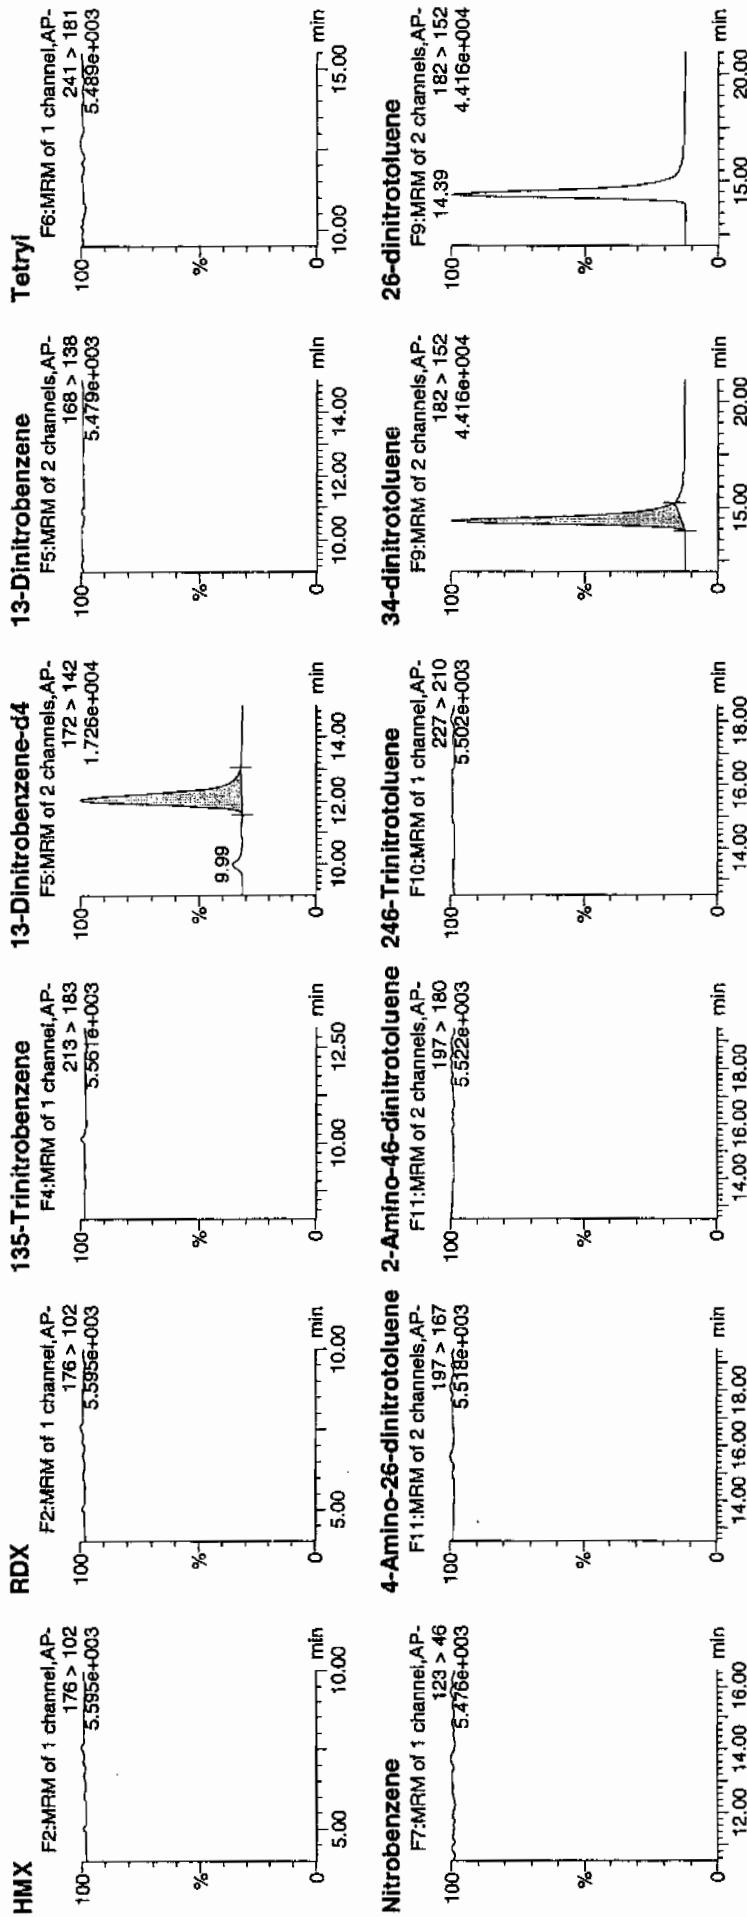 HMX
F2:MRM of 1 channel,AP-
176 > 102
5.595e+003
100
%
0
5.00
10.00
min
RDX
F2:MRM of 1 channel,AP-
176 > 102
5.595e+003
100
%
0
5.00
10.00
min
135-Trinitrobenzene
F4:MRM of 1 channel,AP-
213 > 183
5.561e+003
100
%
0
10.00
12.50
min
13-Dinitrobenzene-d4
F5:MRM of 2 channels,AP-
172 > 142
1.726e+004
100
9.99
%
0
10.00
12.00
14.00
min
13-Dinitrobenzene
F5:MRM of 2 channels,AP-
168 > 138
5.479e+003
100
%
0
10.00
12.00
14.00
min
Tetryl
F6:MRM of 1 channel,AP-
241 > 181
5.489e+003
100
%
0
10.00
15.00
min
Nitrobenzene
F7:MRM of 1 channel,AP-
123 > 46
5.476e+003
100
%
0
12.00
14.00
16.00
min
4-Amino-26-dinitrotoluene
F11:MRM of 2 channels,AP-
197 > 167
5.518e+003
100
%
0
14.00
16.00
18.00
min
2-Amino-46-dinitrotoluene
F11:MRM of 2 channels,AP-
197 > 180
5.522e+003
100
%
0
14.00
16.00
18.00
min
246-Trinitrotoluene
F10:MRM of 1 channel,AP-
227 > 210
5.502e+003
100
%
0
14.00
16.00
18.00
min
34-dinitrotoluene
F9:MRM of 2 channels,AP-
182 > 152
4.416e+004
100
%
0
15.00
20.00
min
26-dinitrotoluene
F9:MRM of 2 channels,AP-
182 > 152
4.416e+004
100
14.39
%
0
15.00
20.00
min